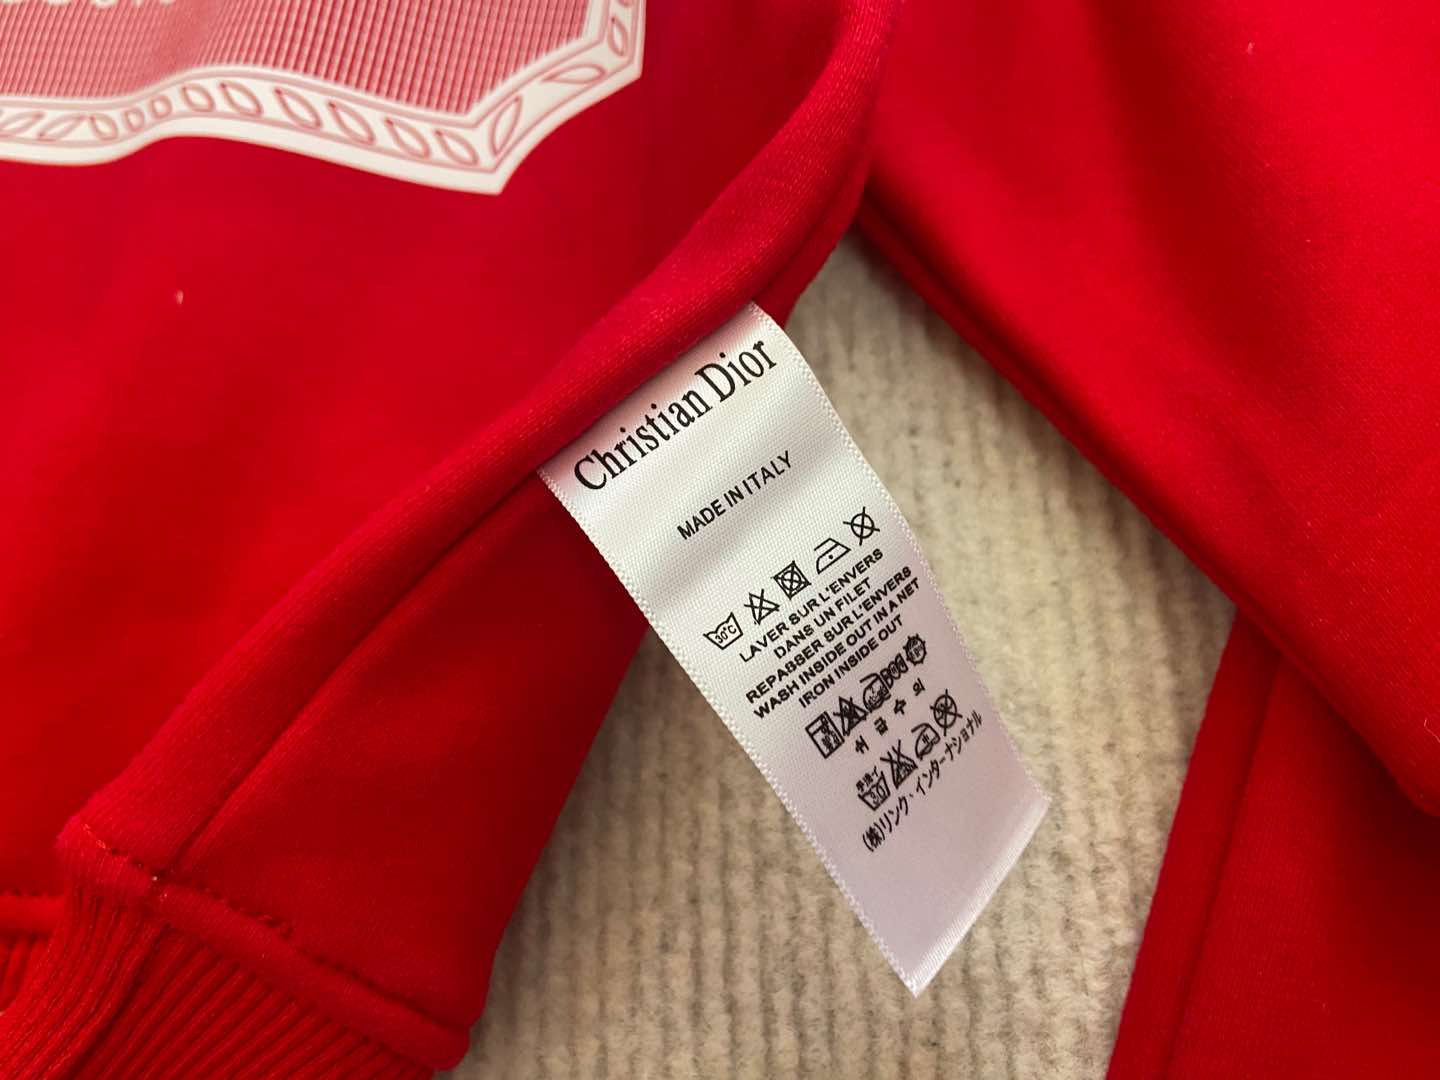 Christian Dior
MADE IN ITALY
30°C
LAVER SUR L'ENVERS
DANS UN FILET
REPASSER SUR L'ENVERS
WASH INSIDE OUT IN A NET
IRON INSIDE OUT
(株)リンク・インターナショナル